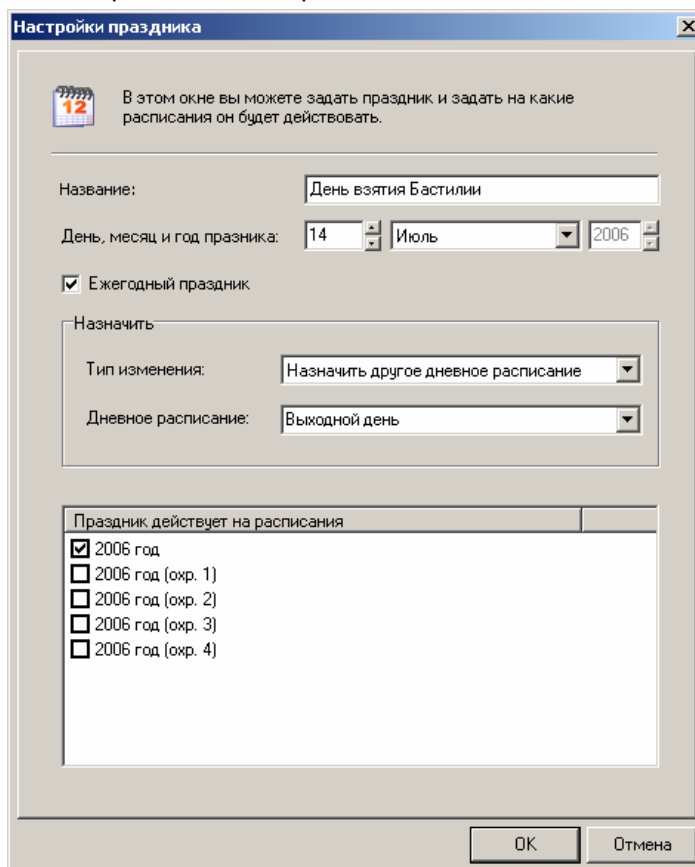 Настройки праздника
12
В этом окне вы можете задать праздник и задать на какие
расписания он будет действовать.
Название: День взятия Бастилии
День, месяц и год празника: 14 Июль 2006
Ежегодный праздник
Назначить
Тип изменения: Назначить другое дневное расписание
Дневное расписание: Выходной день
Праздник действует на расписания
2006 год
2006 год (охр. 1)
2006 год (охр. 2)
2006 год (охр. 3)
2006 год (охр. 4)
OK Отмена